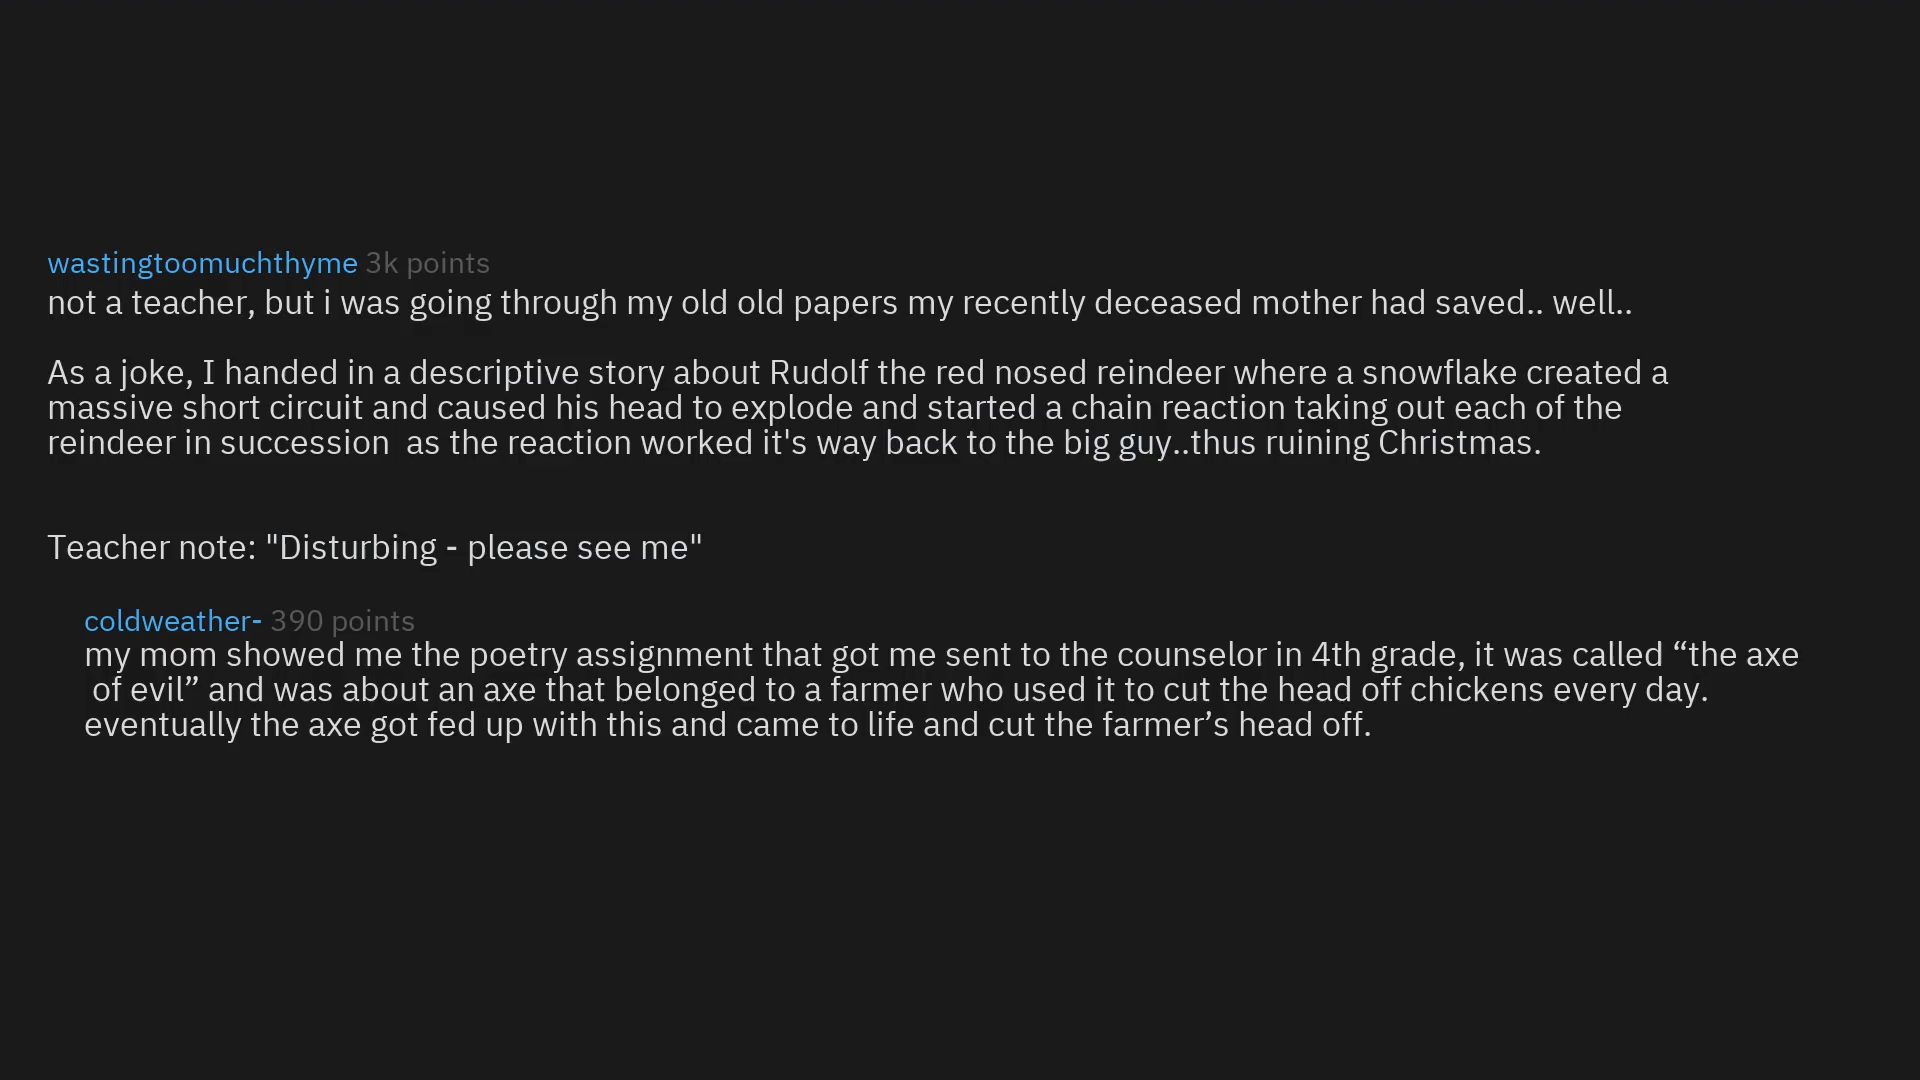 wastingtoomuchthyme 3k points
not a teacher, but i was going through my old old papers my recently deceased mother had saved.. well..
As a joke, I handed in a descriptive story about Rudolf the red nosed reindeer where a snowflake created a
massive short circuit and caused his head to explode and started a chain reaction taking out each of the
reindeer in succession  as the reaction worked it's way back to the big guy..thus ruining Christmas.
Teacher note: "Disturbing - please see me"
coldweather- 390 points
my mom showed me the poetry assignment that got me sent to the counselor in 4th grade, it was called “the axe
of evil” and was about an axe that belonged to a farmer who used it to cut the head off chickens every day.
eventually the axe got fed up with this and came to life and cut the farmer’s head off.